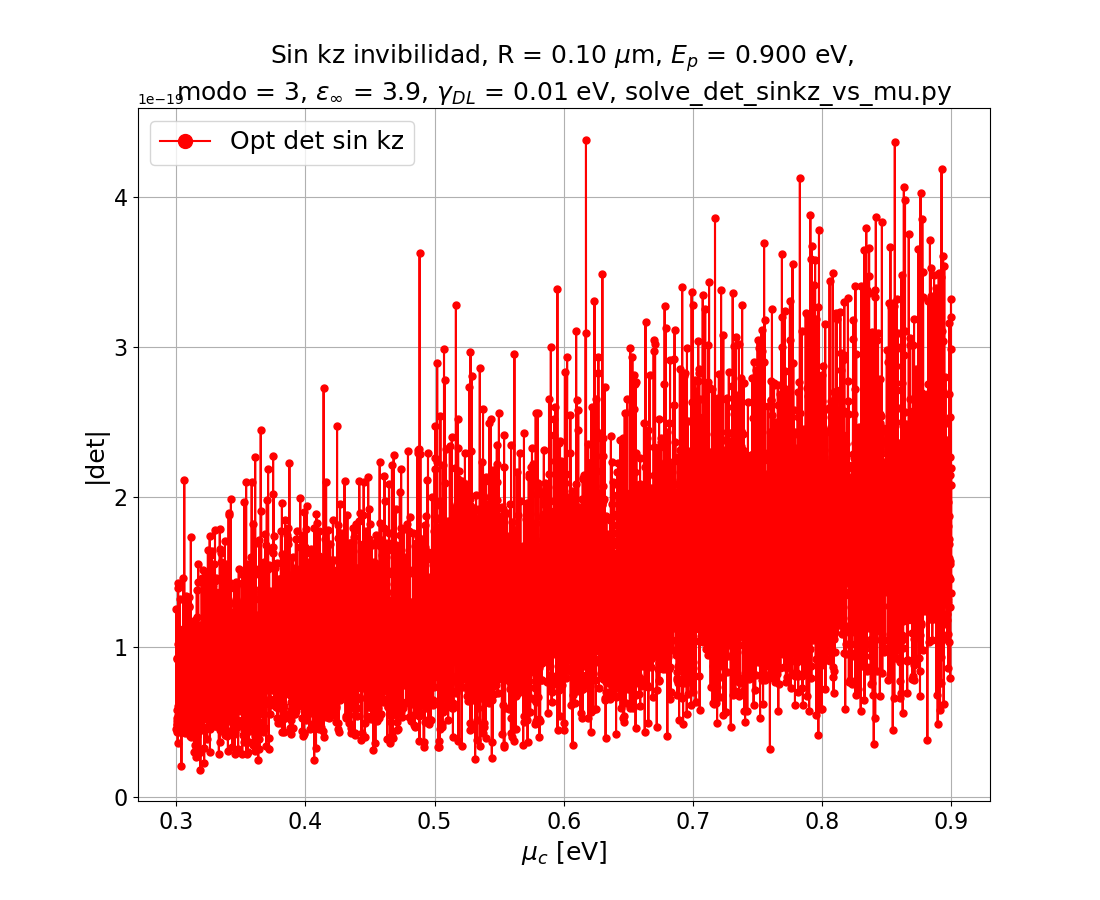 Sin kz invibilidad, R = 0.10 μm, E_p = 0.900 eV,
modo = 3, ε_∞ = 3.9, γ_DL = 0.01 eV, solve_det_sinkz_vs_mu.py
1e−19
Opt det sin kz
4
3
2
1
0
|det|
0.3 0.4 0.5 0.6 0.7 0.8 0.9
μ_c [eV]